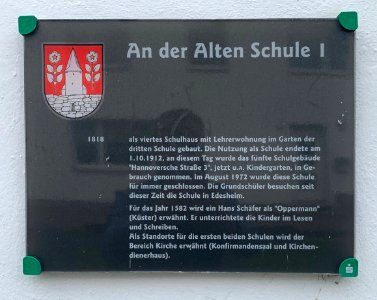 An der Alten Schule 1
1818 als viertes Schulhaus mit Lehrerwohnung im Garten der
dritten Schule gebaut. Die Nutzung als Schule endete am
1.10.1912, an diesem Tag wurde das fünfte Schulgebäude
"Hannoversche Straße 3", jetzt u.a. Kindergarten, in Ge-
brauch genommen. Im August 1972 wurde diese Schule
für immer geschlossen. Die Grundschüler besuchen seit
dieser Zeit die Schule in Edesheim.
Für das Jahr 1582 wird ein Hans Schäfer als "Oppermann"
(Küster) erwähnt. Er unterrichtete die Kinder im Lesen
und Schreiben.
Als Standorte für die ersten beiden Schulen wird der
Bereich Kirche erwähnt (Konfirmandensaal und Kirchen-
dienerhaus).